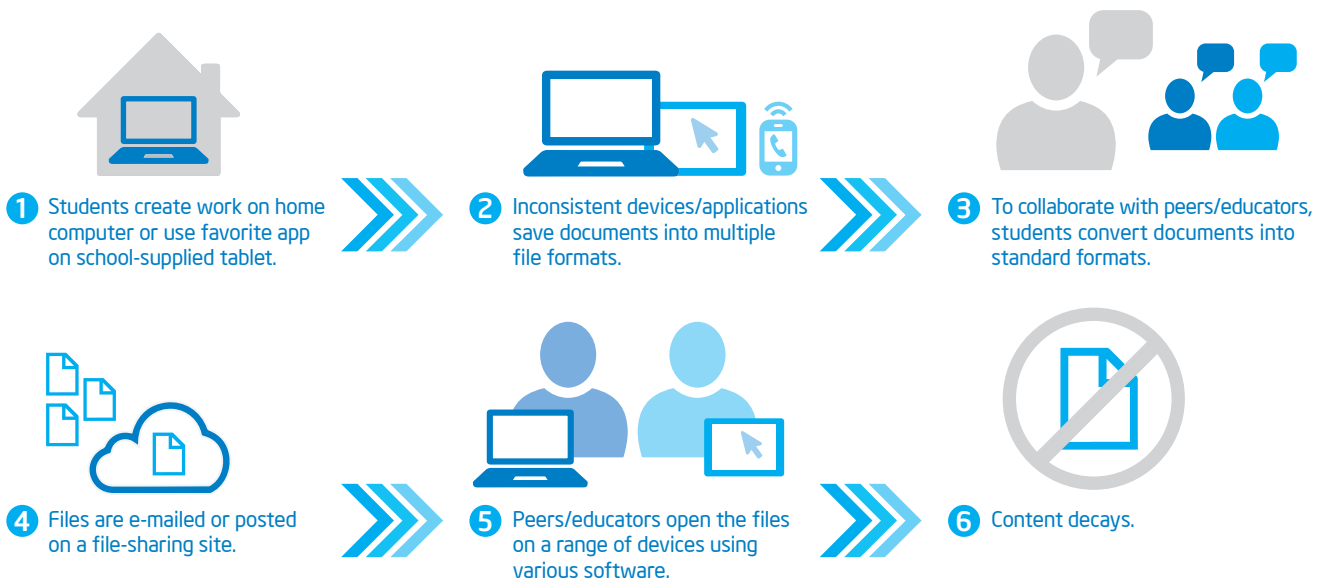 1 Students create work on home
computer or use favorite app
on school-supplied tablet.
2 Inconsistent devices/applications
save documents into multiple
file formats.
3 To collaborate with peers/educators,
students convert documents into
standard formats.
4 Files are e-mailed or posted
on a file-sharing site.
5 Peers/educators open the files
on a range of devices using
various software.
6 Content decays.